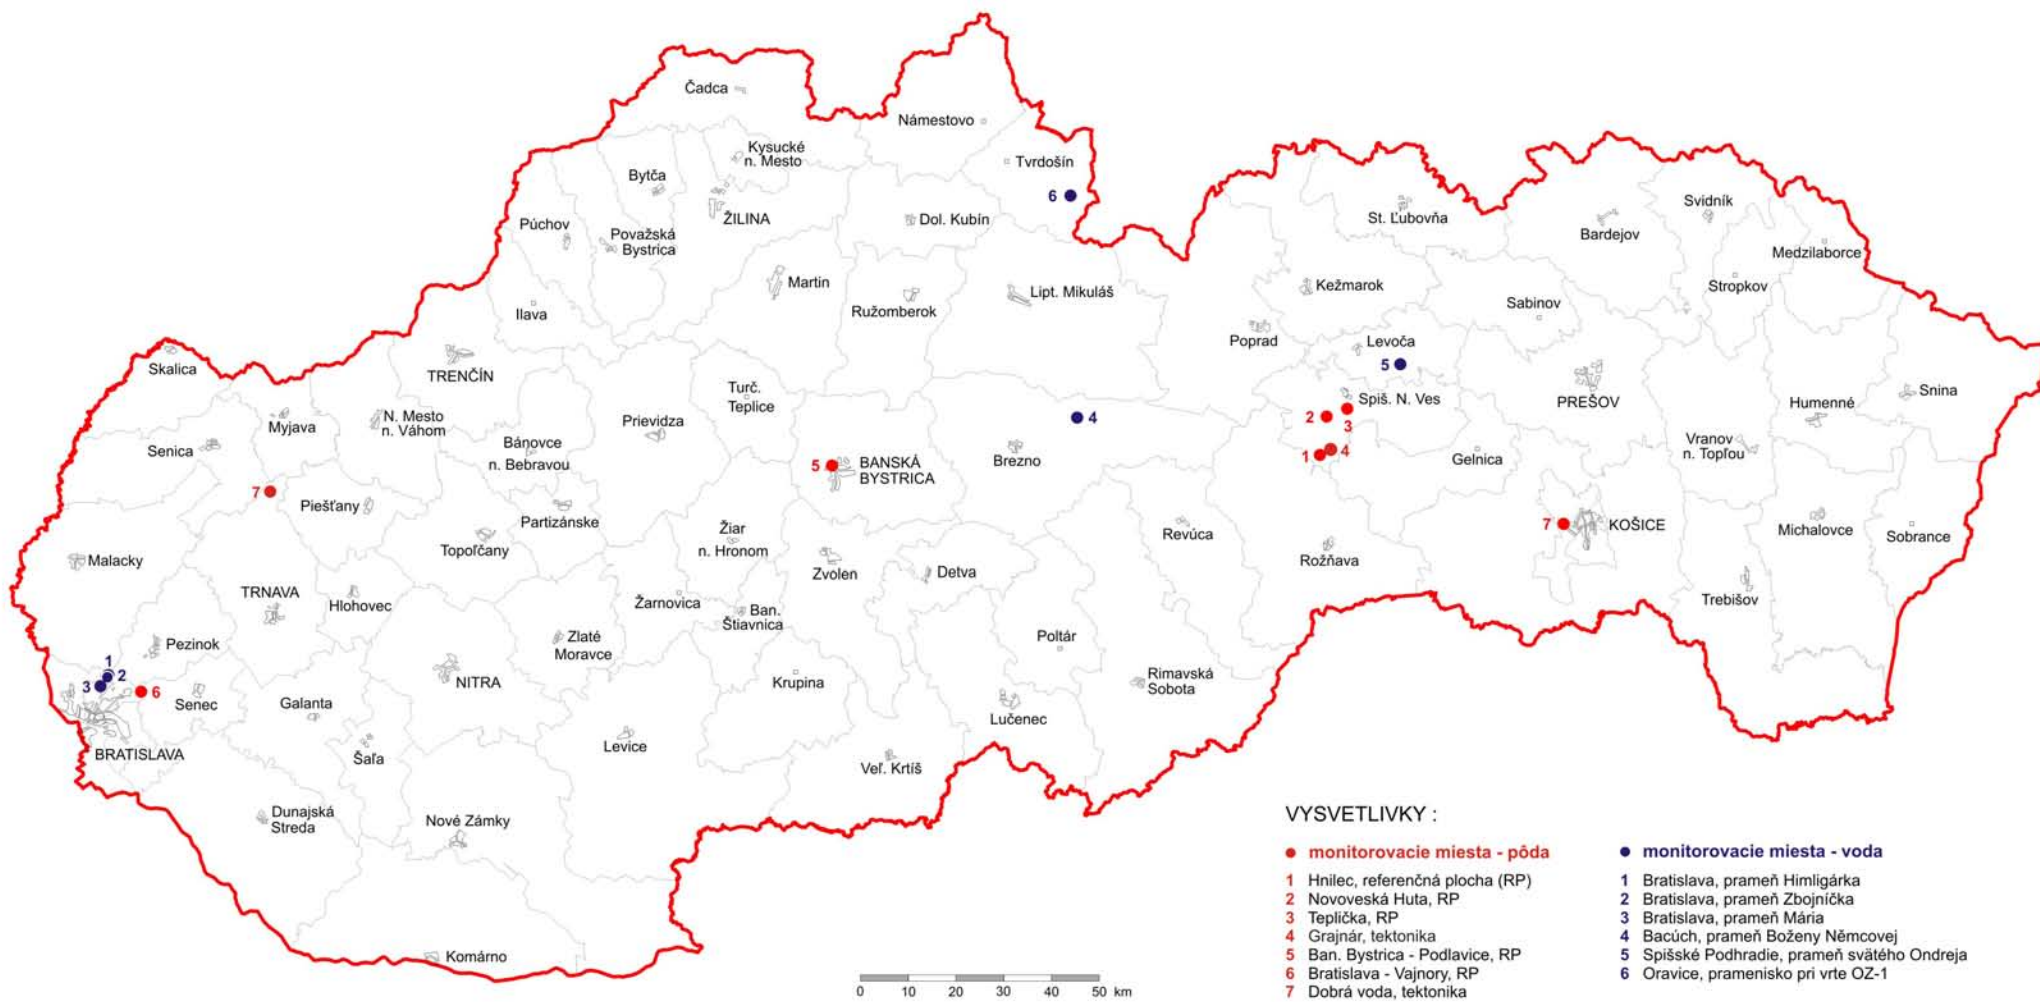 Čadca
Námestovo
Kysucké
n. Mesto
Tvrdošín
Bytča
6
Svidník
ŽILINA
Dol. Kubín
St. Ľubovňa
Púchov
Považská
Bystrica
Bardejov
Medzilaborce
Martin
Lipt. Mikuláš
Kežmarok
Stropkov
Ružomberok
Sabinov
Ilava
Poprad
Levoča
Skalica
5
TRENČÍN
Turč.
Teplice
Spiš. N. Ves
PREŠOV
Snina
Humenné
N. Mesto
n. Váhom
Prievidza
4
2
3
Myjava
Senica
Bánovce
n. Bebravou
Vranov
n. Topľou
1
4
Gelnica
5
BANSKÁ
BYSTRICA
Brezno
7
Piešťany
Partizánske
7
KOŠICE
Michalovce
Sobrance
Žiar
n. Hronom
Revúca
Topoľčany
Malacky
Rožňava
Zvolen
Detva
TRNAVA
Hlohovec
Žarnovica
Ban.
Štiavnica
Trebišov
Pezinok
Zlaté
Moravce
Poltár
1
2
3
6
NITRA
Krupina
Rimavská
Sobota
Senec
Galanta
Lučenec
BRATISLAVA
Šaľa
Levice
Veľ. Krtíš
Dunajská
Streda
Nové Zámky
Komárno
0 10 20 30 40 50 km
VYSVETLIVKY :
monitorovacie miesta - pôda
1 Hnilec, referenčná plocha (RP)
2 Novoveská Huta, RP
3 Teplička, RP
4 Grajnár, tektonika
5 Ban. Bystrica - Podlavice, RP
6 Bratislava - Vajnory, RP
7 Dobrá voda, tektonika
monitorovacie miesta - voda
1 Bratislava, prameň Himligárka
2 Bratislava, prameň Zbojníčka
3 Bratislava, prameň Mária
4 Bacúch, prameň Boženy Němcovej
5 Spišské Podhradie, prameň svätého Ondreja
6 Oravice, pramenisko pri vrte OZ-1